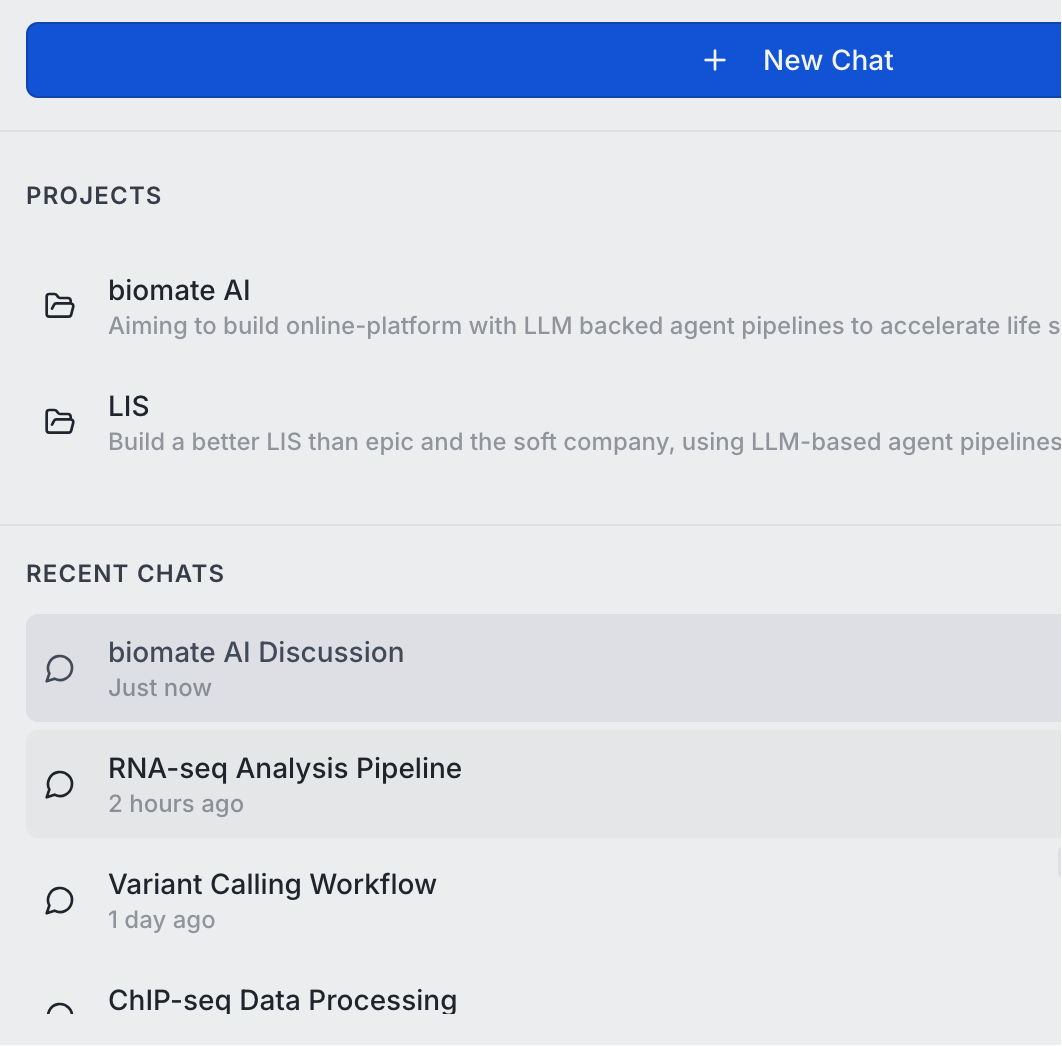 New Chat
PROJECTS
biomate AI
Aiming to build online-platform with LLM backed agent pipelines to accelerate life s
LIS
Build a better LIS than epic and the soft company, using LLM-based agent pipelines
RECENT CHATS
biomate AI Discussion
Just now
RNA-seq Analysis Pipeline
2 hours ago
Variant Calling Workflow
1 day ago
ChIP-seq Data Processing